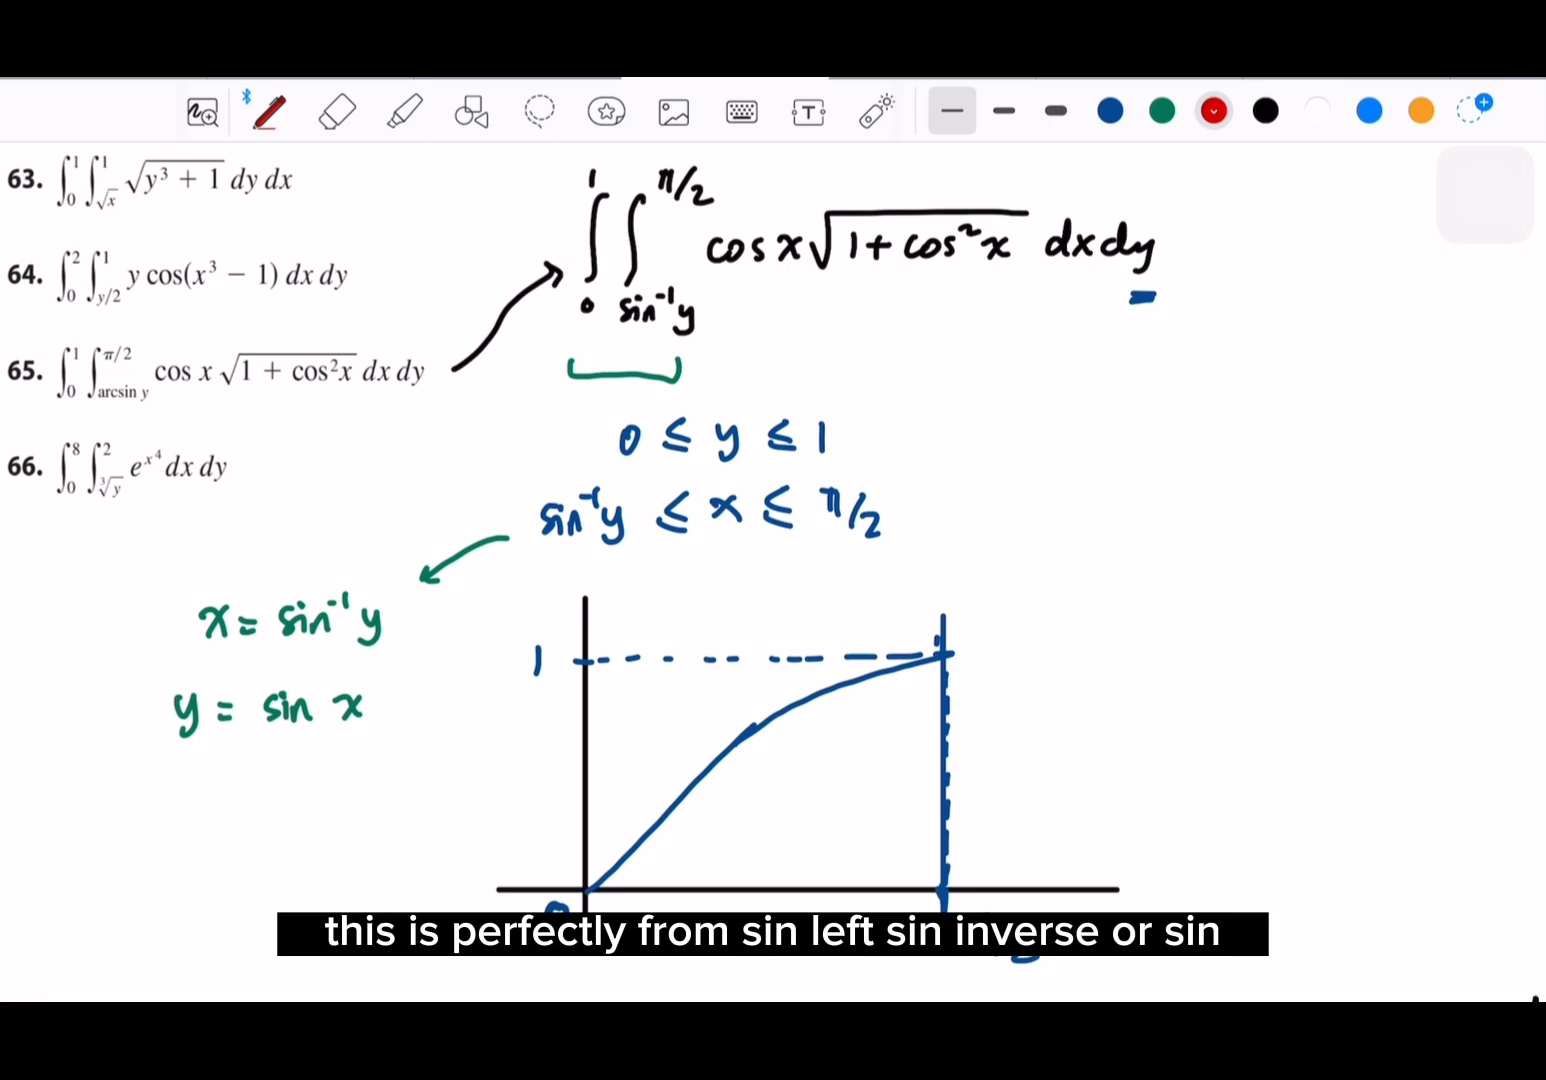 63. ∫₀¹ ∫_√x¹ √(y³ + 1) dy dx
64. ∫₀² ∫_{y/2}¹ y cos(x³ − 1) dx dy
65. ∫₀¹ ∫_{arcsin y}^{π/2} cos x √(1 + cos²x) dx dy
66. ∫₀⁸ ∫_{∛y}² e^{x⁴} dx dy
∫₀¹ ∫_{sin⁻¹y}^{π/2} cos x √(1 + cos²x) dx dy
0 ≤ y ≤ 1
sin⁻¹y ≤ x ≤ π/2
x = sin⁻¹ y
y = sin x
1
this is perfectly from sin left sin inverse or sin